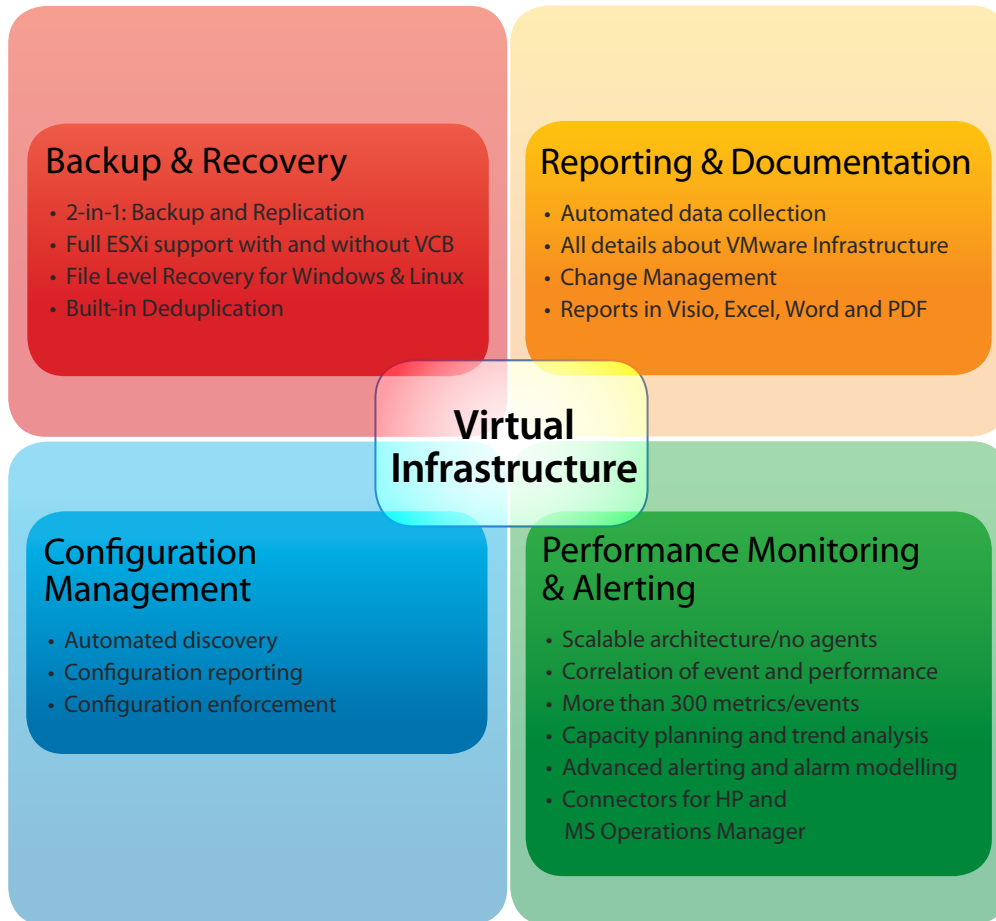 Backup & Recovery
• 2-in-1: Backup and Replication
• Full ESXi support with and without VCB
• File Level Recovery for Windows & Linux
• Built-in Deduplication
Reporting & Documentation
• Automated data collection
• All details about VMware Infrastructure
• Change Management
• Reports in Visio, Excel, Word and PDF
Virtual
Infrastructure
Configuration
Management
• Automated discovery
• Configuration reporting
• Configuration enforcement
Performance Monitoring
& Alerting
• Scalable architecture/no agents
• Correlation of event and performance
• More than 300 metrics/events
• Capacity planning and trend analysis
• Advanced alerting and alarm modelling
• Connectors for HP and
MS Operations Manager